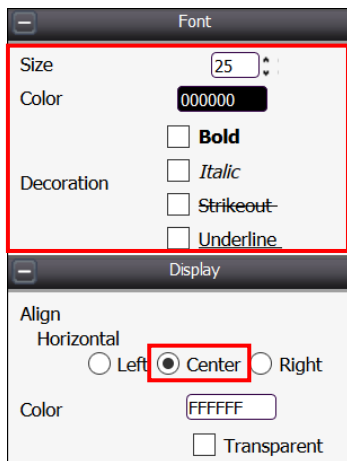 Font
Size 25
Color 000000
Bold
Italic
Decoration
Strikeout
Underline
Display
Align
Horizontal
Left Center Right
Color FFFFFF
Transparent